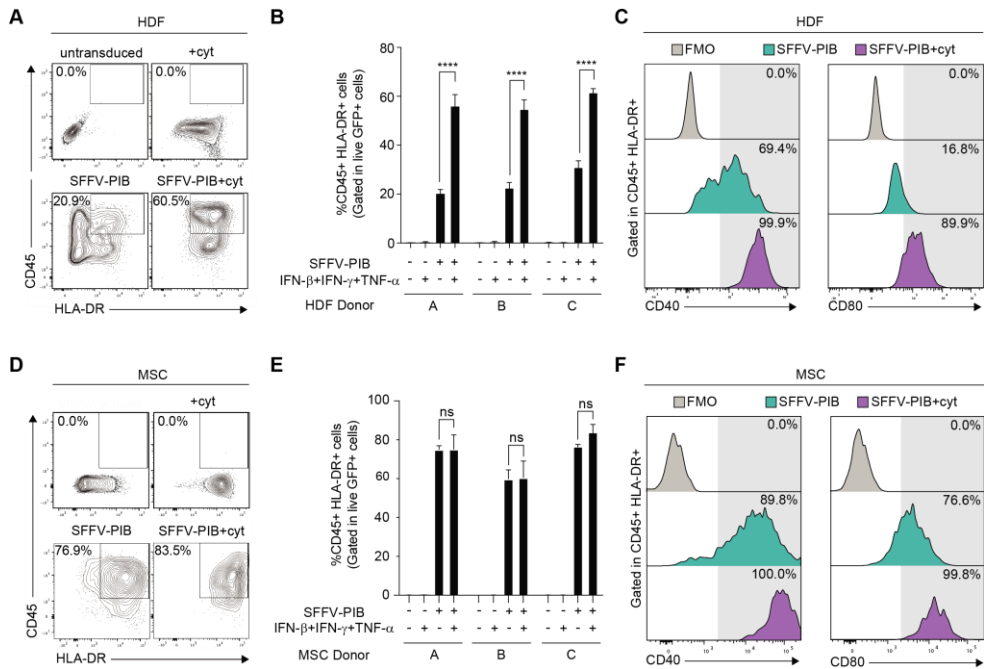 A
HDF
untransduced
+cyt
0.0%
0.0%
SFFV-PIB
SFFV-PIB+cyt
20.9%
60.5%
CD45
HLA-DR
B
%CD45+ HLA-DR+ cells
(Gated in live GFP+ cells)
80
60
40
20
0
****
****
****
SFFV-PIB - - + + - - + + - - + +
IFN-β+IFN-γ+TNF-α - + - + - + - + - + - +
HDF Donor A B C
C
HDF
FMO SFFV-PIB SFFV-PIB+cyt
Gated in CD45+ HLA-DR+
0.0%
69.4%
99.9%
CD40
0.0%
16.8%
89.9%
CD80
D
MSC
+cyt
0.0%
0.0%
SFFV-PIB
SFFV-PIB+cyt
76.9%
83.5%
CD45
HLA-DR
E
%CD45+ HLA-DR+ cells
(Gated in live GFP+ cells)
100
80
60
40
20
0
ns
ns
ns
SFFV-PIB - - + + - - + + - - + +
IFN-β+IFN-γ+TNF-α - + - + - + - + - + - +
MSC Donor A B C
F
MSC
FMO SFFV-PIB SFFV-PIB+cyt
Gated in CD45+ HLA-DR+
0.0%
89.8%
100.0%
CD40
0.0%
76.6%
99.8%
CD80